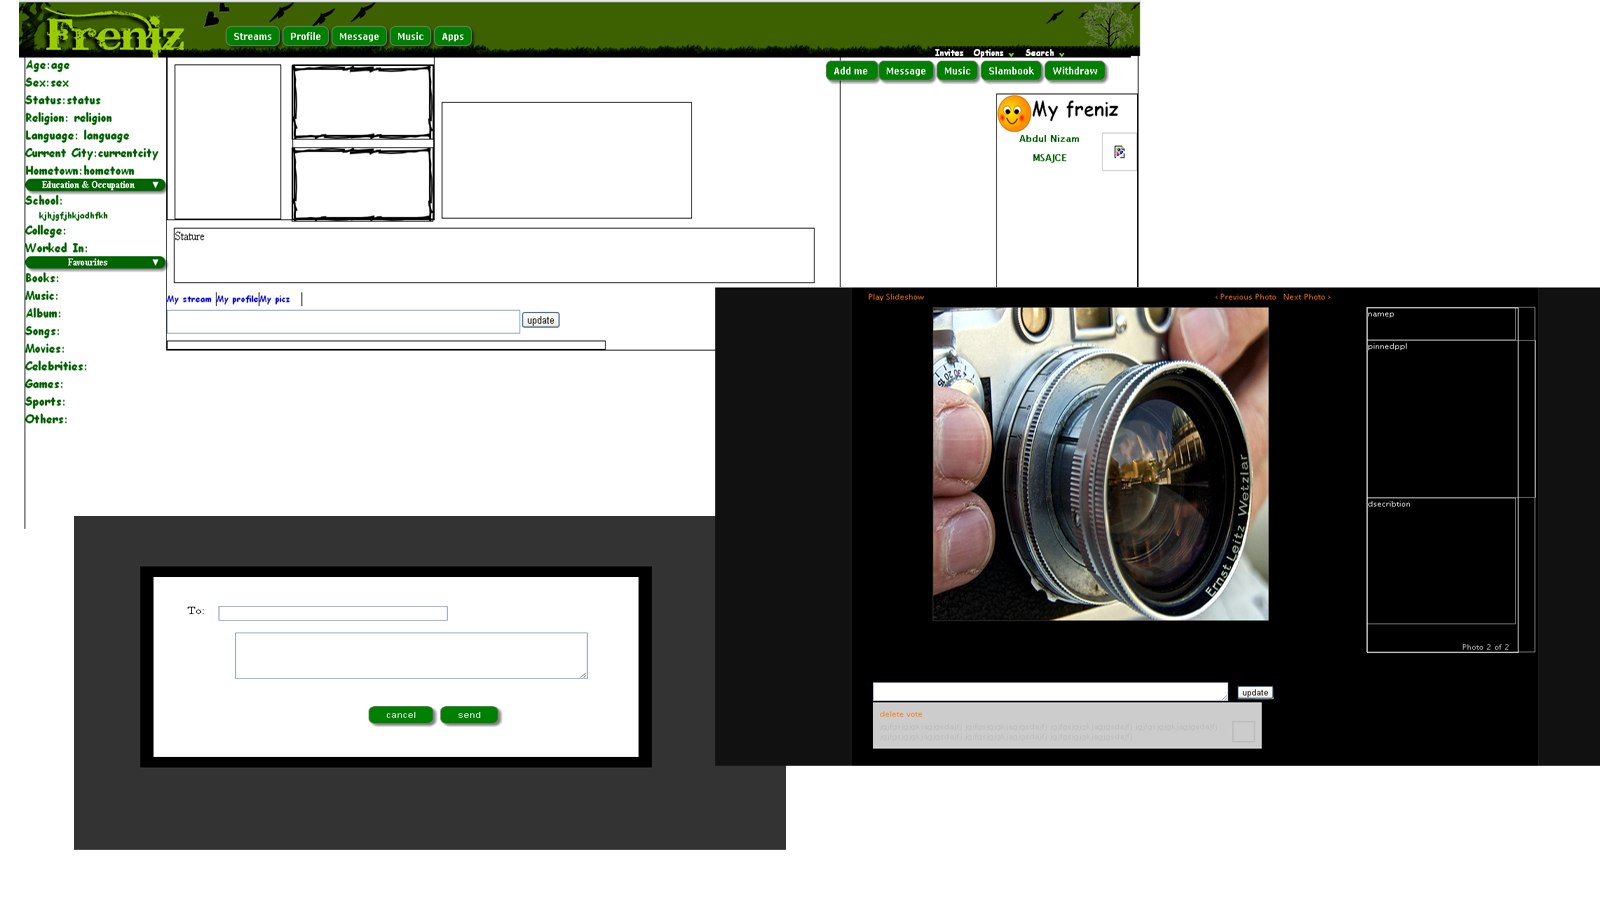 Freniz
Streams Profile Message Music Apps
Invites Options Search
Add me Message Music Slambook Withdraw
Age:age
Sex:sex
Status:status
Religion: religion
Language: language
Current City:currentcity
Hometown:hometown
Education & Occupation ▼
School:
kjhjgfjhkjadhfkh
College:
Worked In:
Favourites ▼
Books:
Music:
Album:
Songs:
Movies:
Celebrities:
Games:
Sports:
Others:
Stature
My stream My profile My picz
update
My freniz
Abdul Nizam
MSAJCE
Play Slideshow ‹ Previous Photo Next Photo ›
namep
pinnedppl
dsecribtion
Photo 2 of 2
Ernst Leitz Wetzlar
update
delete vote
To:
cancel send